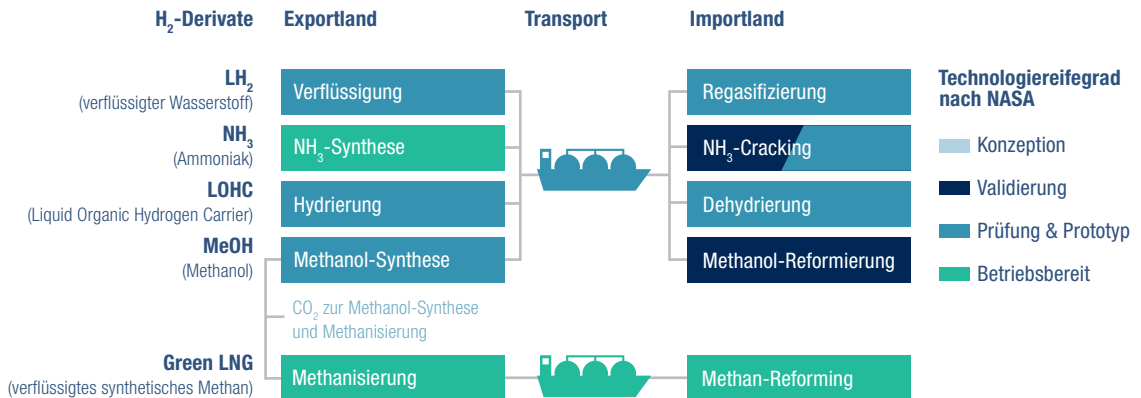 H₂-Derivate Exportland Transport Importland
LH₂
(verflüssigter Wasserstoff)
Verflüssigung
Regasifizierung
NH₃
(Ammoniak)
NH₃-Synthese
NH₃-Cracking
LOHC
(Liquid Organic Hydrogen Carrier)
Hydrierung
Dehydrierung
MeOH
(Methanol)
Methanol-Synthese
Methanol-Reformierung
CO₂ zur Methanol-Synthese
und Methanisierung
Green LNG
(verflüssigtes synthetisches Methan)
Methanisierung
Methan-Reforming
Technologiereifegrad
nach NASA
Konzeption
Validierung
Prüfung & Prototyp
Betriebsbereit